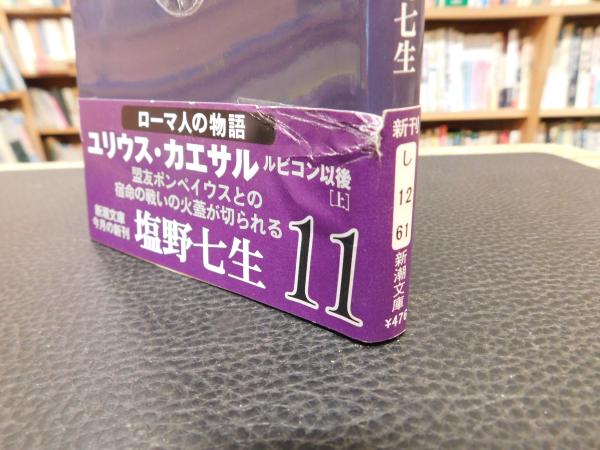 七生
ローマ人の物語
ユリウス・カエサル ルビコン以後
[上]
盟友ポンペイウスとの
宿命の戦いの火蓋が切られる
新潮文庫
今月の新刊
塩野七生
11
新刊
し
12
61
新潮文庫
¥476